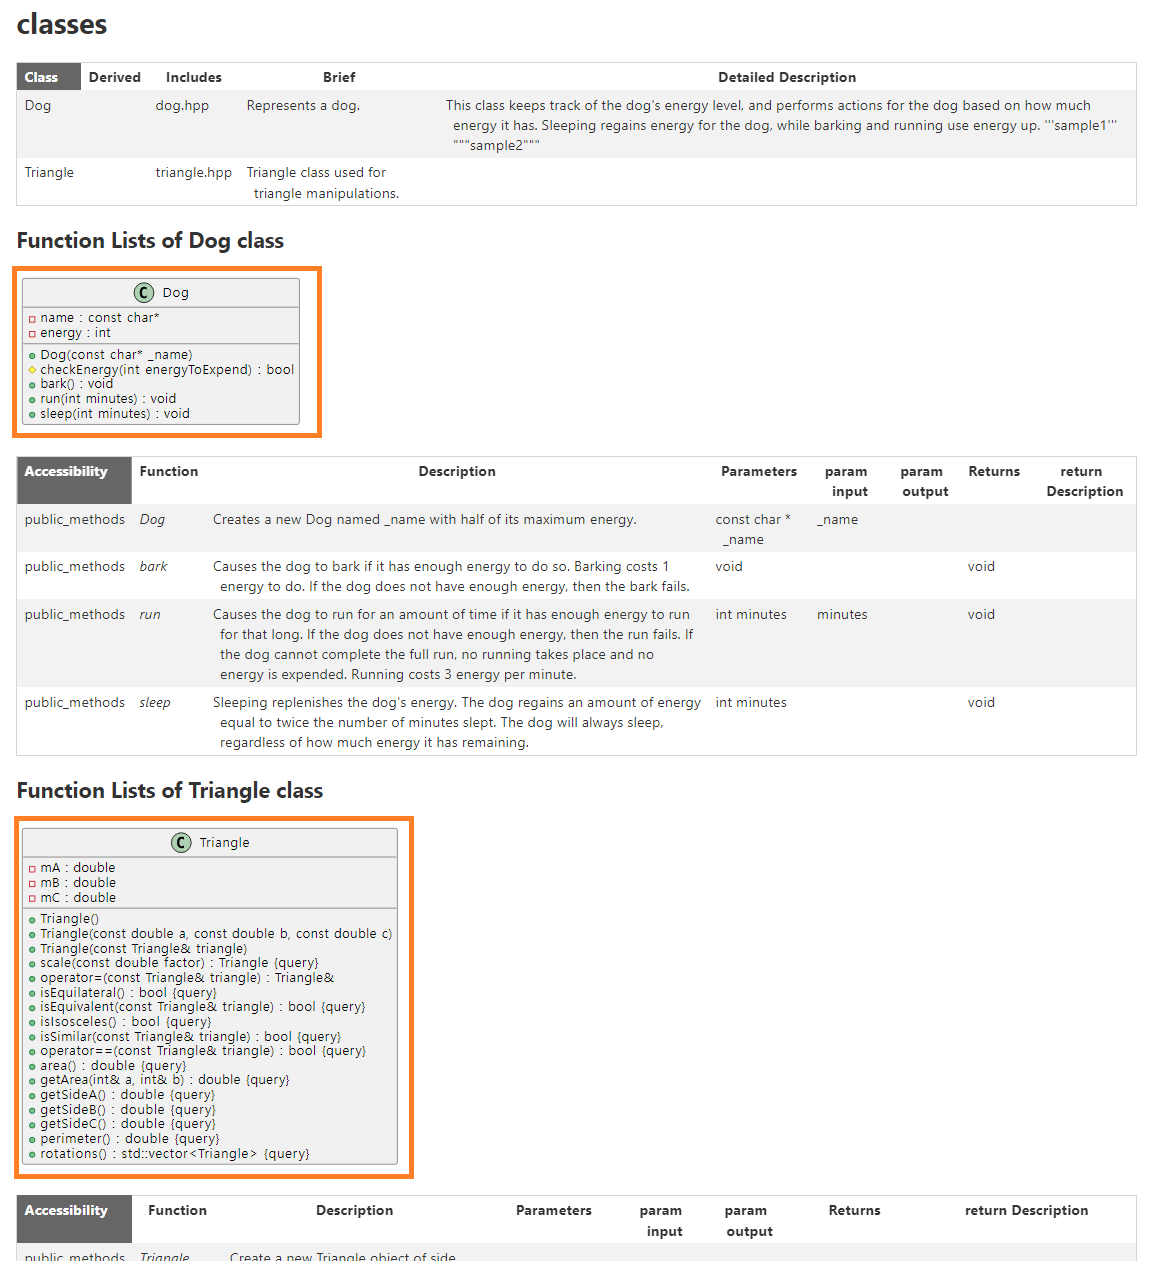 classes
Class Derived Includes Brief Detailed Description
Dog dog.hpp Represents a dog. This class keeps track of the dog's energy level, and performs actions for the dog based on how much
energy it has. Sleeping regains energy for the dog, while barking and running use energy up. '''sample1'''
"""sample2"""
Triangle triangle.hpp Triangle class used for
triangle manipulations.
Function Lists of Dog class
C Dog
name : const char*
energy : int
Dog(const char* _name)
checkEnergy(int energyToExpend) : bool
bark() : void
run(int minutes) : void
sleep(int minutes) : void
Accessibility Function Description Parameters param Returns return
input param output Description
public_methods Dog Creates a new Dog named _name with half of its maximum energy. const char * _name
_name
public_methods bark Causes the dog to bark if it has enough energy to do so. Barking costs 1 void void
energy to do. If the dog does not have enough energy, then the bark fails.
public_methods run Causes the dog to run for an amount of time if it has enough energy to run int minutes minutes void
for that long. If the dog does not have enough energy, then the run fails. If
the dog cannot complete the full run, no running takes place and no
energy is expended. Running costs 3 energy per minute.
public_methods sleep Sleeping replenishes the dog's energy. The dog regains an amount of energy int minutes void
equal to twice the number of minutes slept. The dog will always sleep,
regardless of how much energy it has remaining.
Function Lists of Triangle class
C Triangle
mA : double
mB : double
mC : double
Triangle()
Triangle(const double a, const double b, const double c)
Triangle(const Triangle& triangle)
scale(const double factor) : Triangle {query}
operator=(const Triangle& triangle) : Triangle&
isEquilateral() : bool {query}
isEquivalent(const Triangle& triangle) : bool {query}
isIsosceles() : bool {query}
isSimilar(const Triangle& triangle) : bool {query}
operator==(const Triangle& triangle) : bool {query}
area() : double {query}
getArea(int& a, int& b) : double {query}
getSideA() : double {query}
getSideB() : double {query}
getSideC() : double {query}
perimeter() : double {query}
rotations() : std::vector<Triangle> {query}
Accessibility Function Description Parameters param param Returns return Description
input output
public_methods Triangle Create a new Triangle object of side